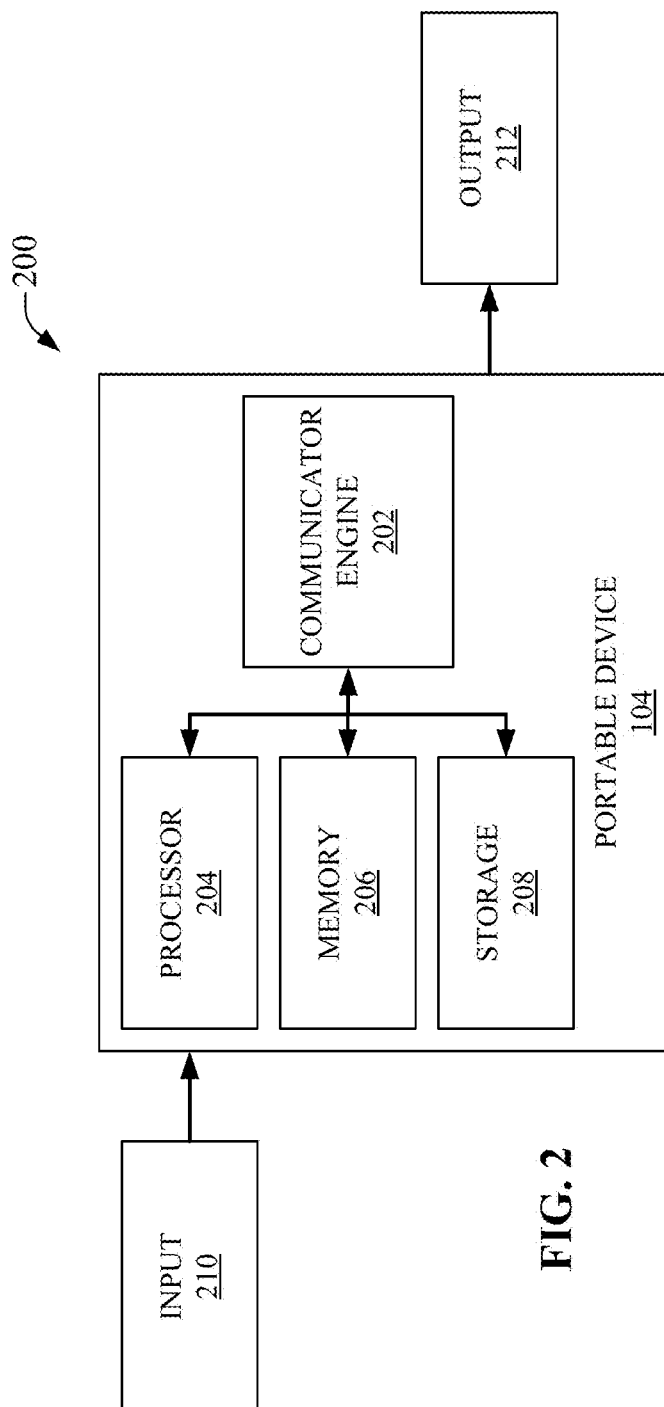 200
INPUT
210
PROCESSOR
204
MEMORY
206
STORAGE
208
COMMUNICATOR
ENGINE
202
PORTABLE DEVICE
104
OUTPUT
212
FIG. 2